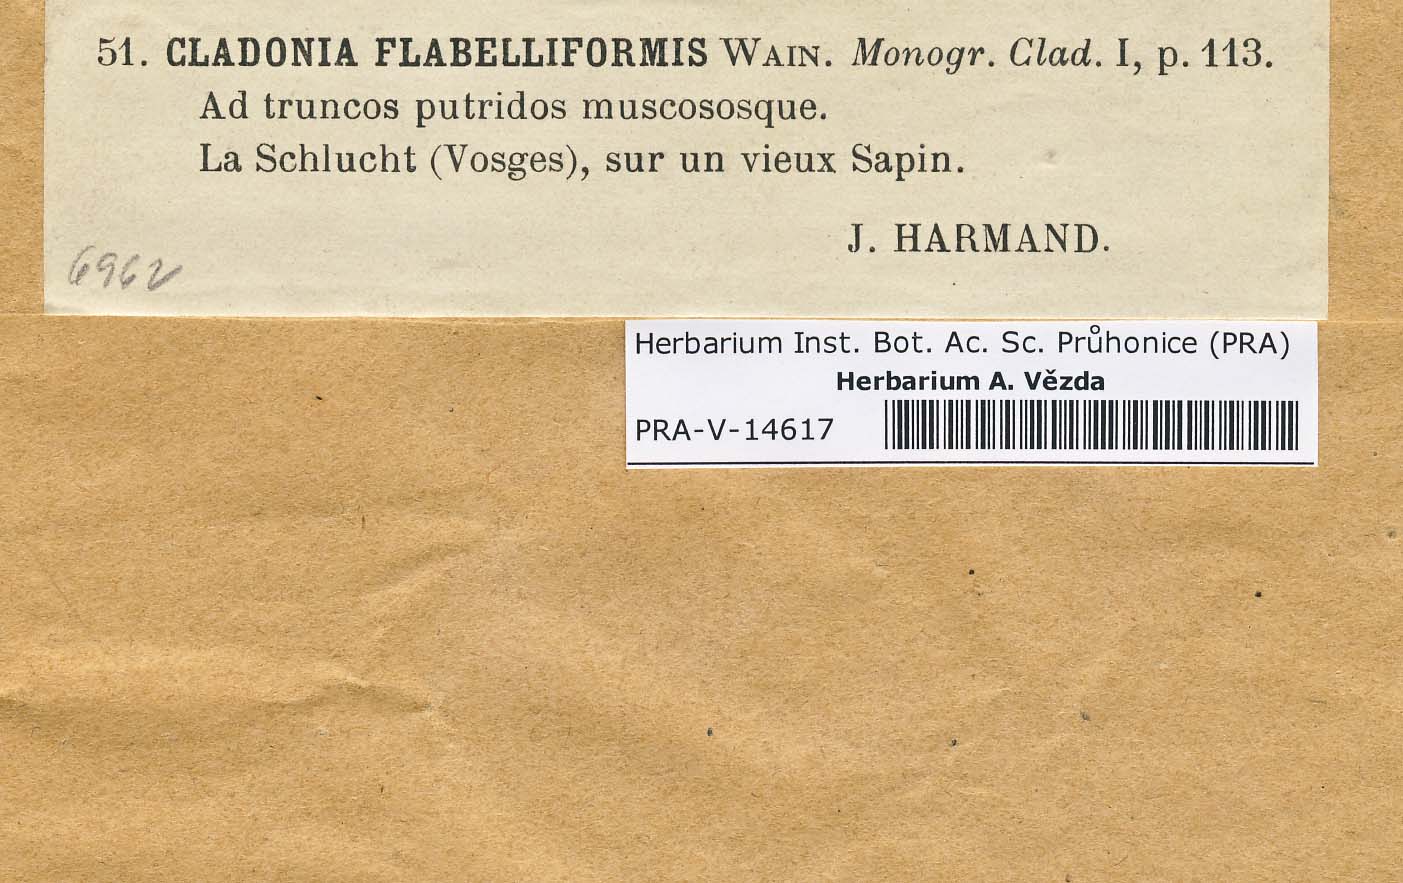 51. CLADONIA FLABELLIFORMIS WAIN. Monogr. Clad. I, p. 113.
Ad truncos putridos muscososque.
La Schlucht (Vosges), sur un vieux Sapin.
J. HARMAND.
6962
Herbarium Inst. Bot. Ac. Sc. Průhonice (PRA)
Herbarium A. Vězda
PRA-V-14617